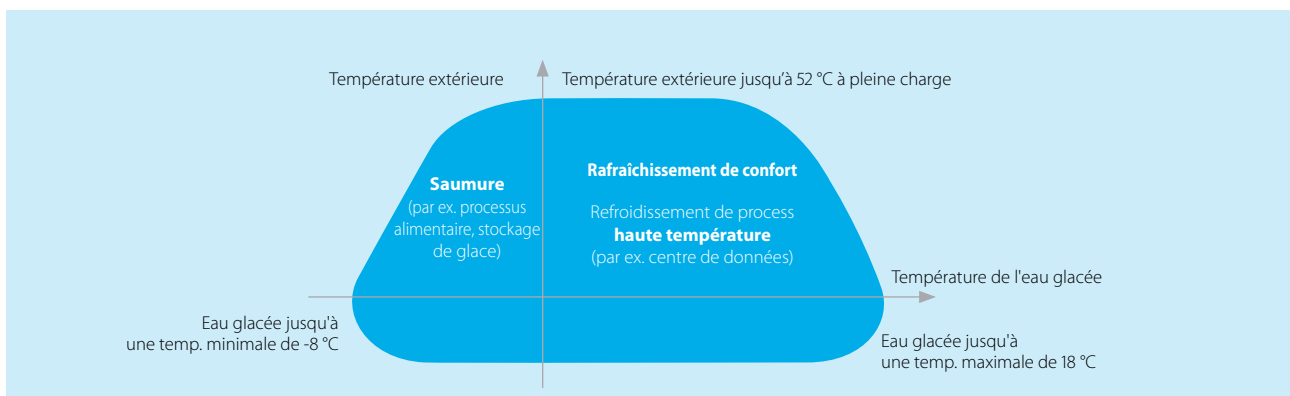 Température extérieure
Température extérieure jusqu’à 52 °C à pleine charge
Saumure
(par ex. processus
alimentaire, stockage
de glace)
Rafraîchissement de confort
Refroidissement de process
haute température
(par ex. centre de données)
Température de l'eau glacée
Eau glacée jusqu'à
une temp. minimale de -8 °C
Eau glacée jusqu'à
une temp. maximale de 18 °C